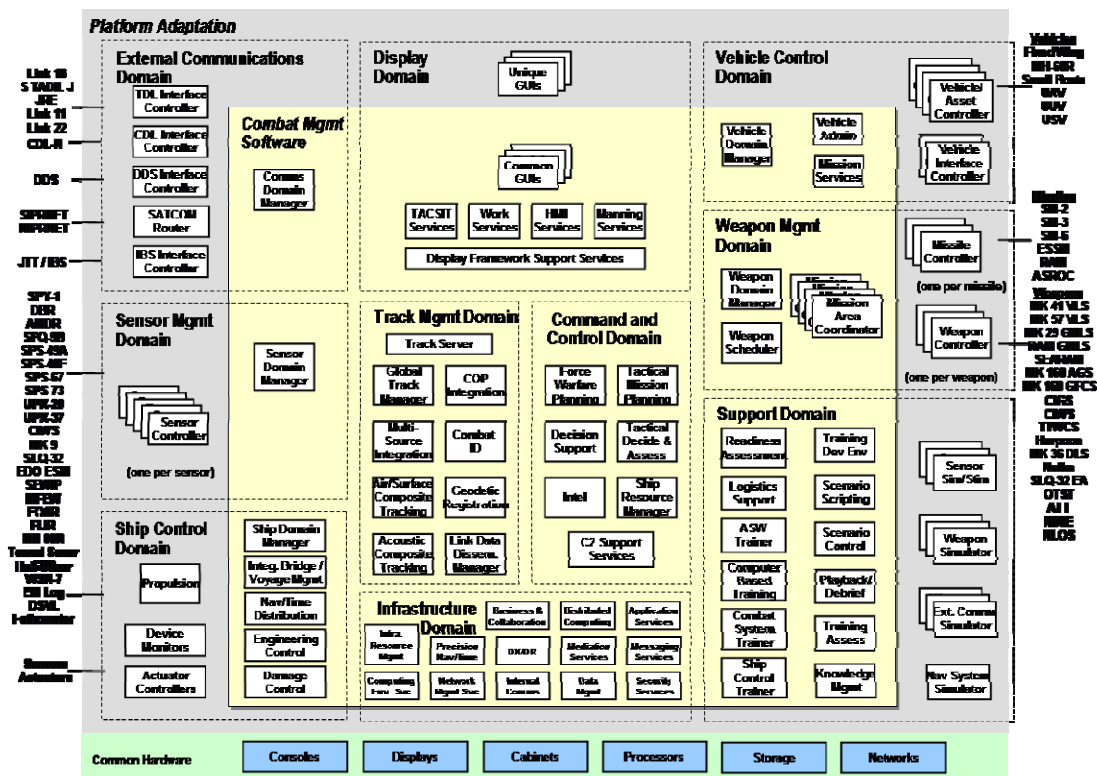 Platform Adaptation
External Communications
Domain
TDL Interface
Controller
CDL Interface
Controller
DDS Interface
Controller
SATCOM
Router
IBS Interface
Controller
Combat Mgmt
Software
Comms
Domain
Manager
Display
Domain
Unique
GUIs
Common
GUIs
TACSIT
Services
Work
Services
HMI
Services
Manning
Services
Display Framework Support Services
Vehicle Control
Domain
Vehicle/
Asset
Controller
Vehicle
Domain
Manager
Vehicle
Admin
Mission
Services
Vehicle
Interface
Controller
Weapon Mgmt
Domain
Missile
Controller
(one per missile)
Weapon
Domain
Manager
Mission
Area
Coordinator
Weapon
Scheduler
Weapon
Controller
(one per weapon)
Sensor Mgmt
Domain
Sensor
Domain
Manager
Sensor
Controller
(one per sensor)
Track Mgmt Domain
Track Server
Global
Track
Manager
COP
Integration
Multi-
Source
Integration
Combat
ID
Air/Surface
Composite
Tracking
Geodetic
Registration
Acoustic
Composite
Tracking
Link Data
Dissem.
Manager
Command and
Control Domain
Force
Warfare
Planning
Tactical
Mission
Planning
Decision
Support
Tactical
Decide &
Assess
Intel
Ship
Resource
Manager
C2 Support
Services
Support Domain
Readiness
Assessment
Training
Dev Env
Logistics
Support
Scenario
Scripting
ASW
Trainer
Scenario
Control
Computer
Based
Training
Playback/
Debrief
Combat
System
Trainer
Training
Assess
Ship
Control
Trainer
Knowledge
Mgmt
Sensor
Sim/Stim
Weapon
Simulator
Ext. Comms
Simulator
Nav System
Simulator
Ship Control
Domain
Propulsion
Device
Monitors
Actuator
Controllers
Ship Domain
Manager
Integ. Bridge /
Voyage Mgmt
Nav/Time
Distribution
Engineering
Control
Damage
Control
Infrastructure
Domain
Business &
Collaboration
Distributed
Computing
Application
Services
Infra.
Resource
Mgmt
Precision
Nav/Time
DX/DR
Mediation
Services
Messaging
Services
Computing
Env. Svc
Network
Mgmt Svc
Internal
Comms
Data
Mgmt
Security
Services
Link 16
S TADIL J
JRE
Link 11
Link 22
CDL-N
DDS
SIPRNET
NIPRNET
JTT / IBS
SPY-1
DBR
AMDR
SPQ-9B
SPS-49A
SPS-48F
SPS-67
SPS 73
UPX-29
UPX-37
CIWS
MK 9
SLQ-32
EDO ESM
SEWIP
FLIR
WSN-7
EM Log
DSVL
Fathometer
Sensors
Actuators
Vehicles
Fixed Wing
MH-60R
Small Boats
UAV
UUV
USV
Missiles
SM-2
SM-3
SM-6
ESSM
RAM
ASROC
Weapons
MK 41 VLS
MK 57 VLS
MK 29 GMLS
RAM GMLS
SEARAM
MK 160 AGS
MK 160 GFCS
CIGS
CIWS
TTWCS
Harpoon
MK 36 DLS
Nulka
SLQ-32 EA
NLOS
Common Hardware
Consoles
Displays
Cabinets
Processors
Storage
Networks